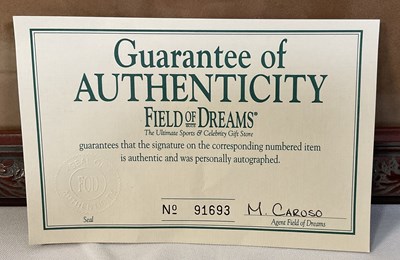 Guarantee of
AUTHENTICITY
FIELD OF DREAMS®
The Ultimate Sports & Celebrity Gift Store
guarantees that the signature on the corresponding numbered item
is authentic and was personally autographed.
Seal
Nº 91693
M. CARUSO
Agent Field of Dreams